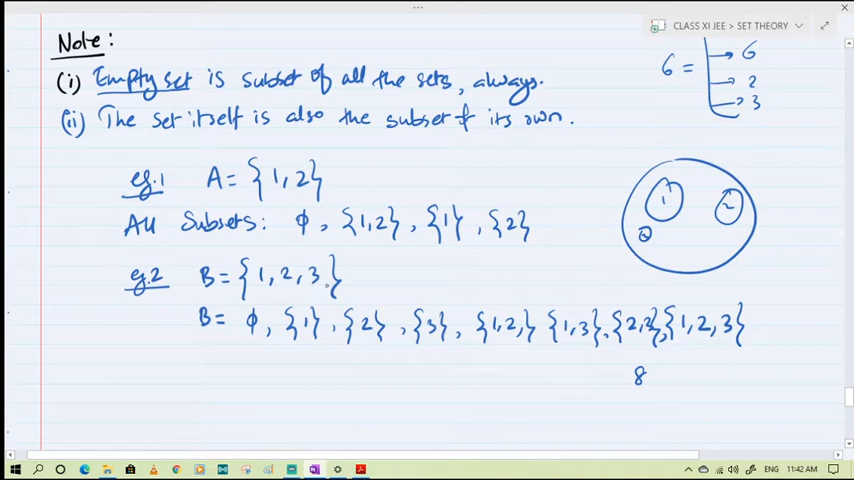 CLASS XI JEE > SET THEORY
Note:
(i) Empty set is subset of all the sets, always.
(ii) The set itself is also the subset of its own.
6 =
6
2
3
eg.1 A = {1, 2}
All Subsets: ϕ, {1,2}, {1}, {2}
1
2
eg.2 B = {1, 2, 3}
B = ϕ, {1}, {2}, {3}, {1,2,} {1,3}, {2,3}, {1, 2, 3}
8
ENG 11:42 AM